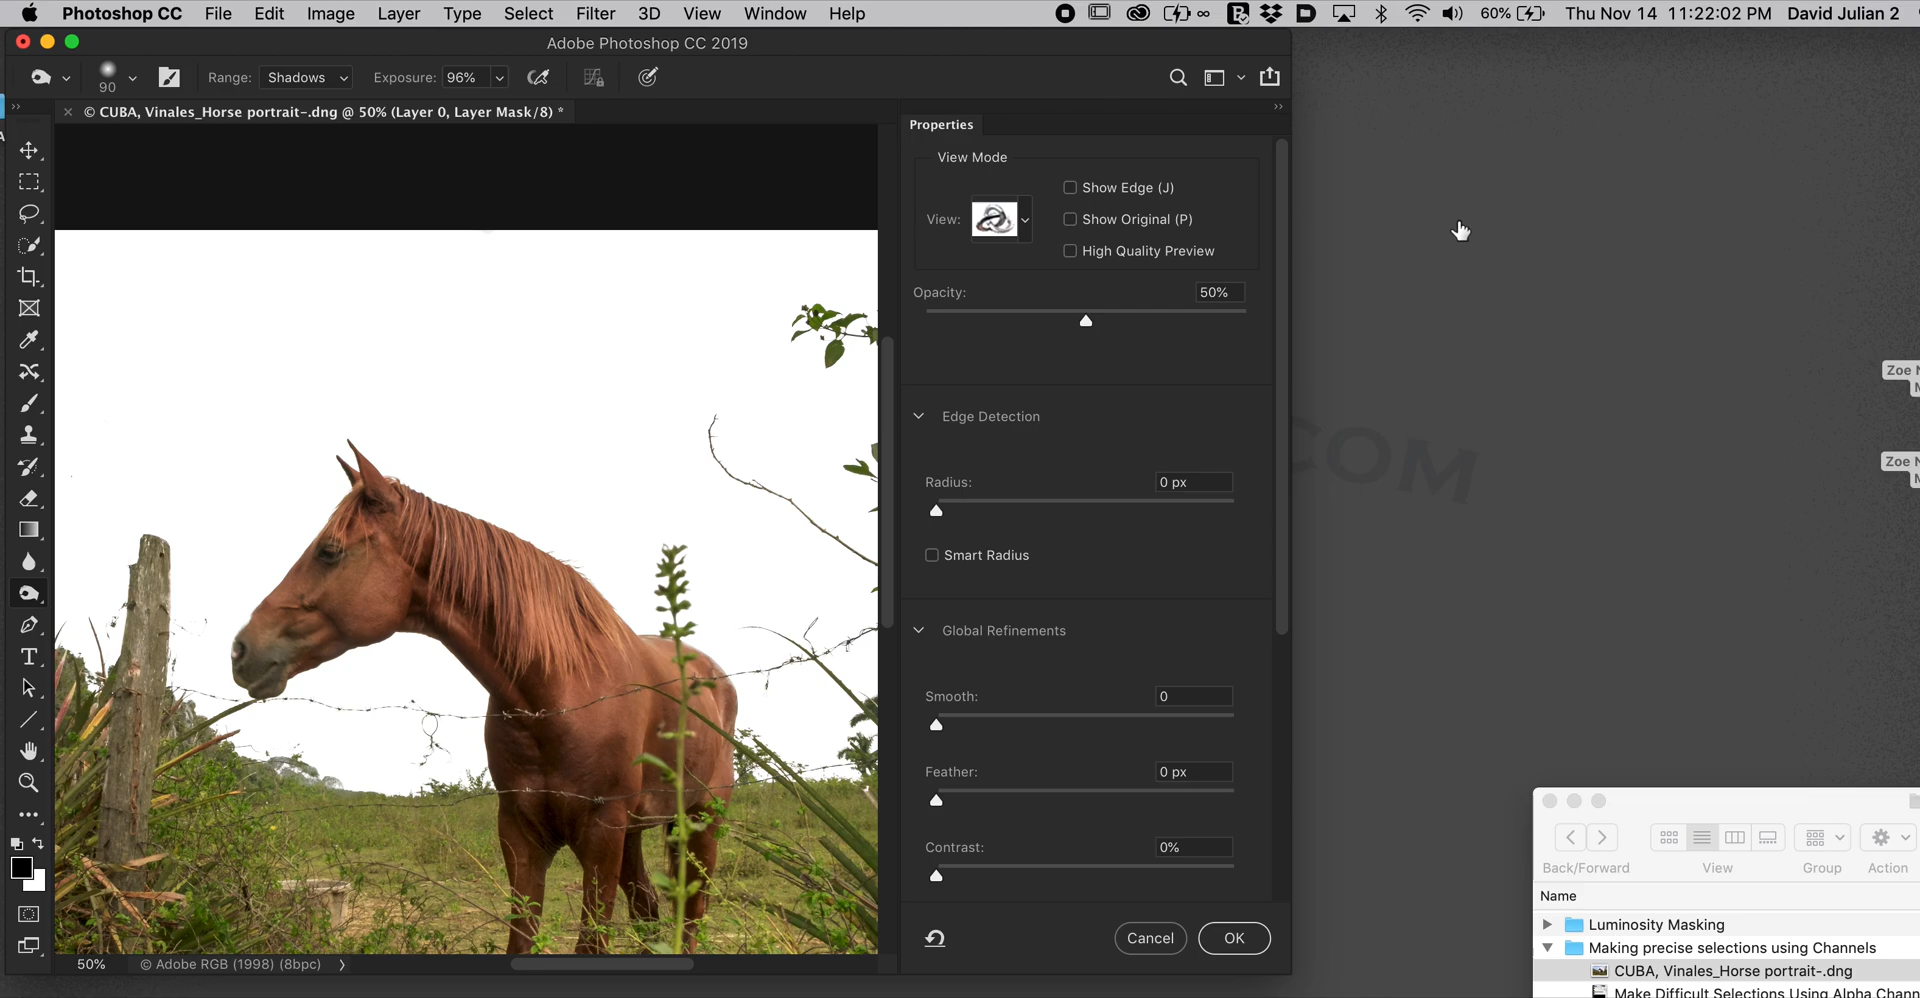 Photoshop CC File Edit Image Layer Type Select Filter 3D View Window Help 60% Thu Nov 14 11:22:02 PM David Julian 2
Adobe Photoshop CC 2019
90 Range: Shadows Exposure: 96%
© CUBA, Vinales_Horse portrait-.dng @ 50% (Layer 0, Layer Mask/8) *
Properties
View Mode
Show Edge (J)
View: Show Original (P)
High Quality Preview
Opacity: 50%
Zoe N
M
Edge Detection
COM
Zoe N
M
Radius: 0 px
Smart Radius
Global Refinements
Smooth: 0
Feather: 0 px
Contrast: 0%
Back/Forward View Group Action
Name
Luminosity Masking
Making precise selections using Channels
CUBA, Vinales_Horse portrait-.dng
Make Difficult Selections Using Alpha Chann
Cancel OK
50% © Adobe RGB (1998) (8bpc)